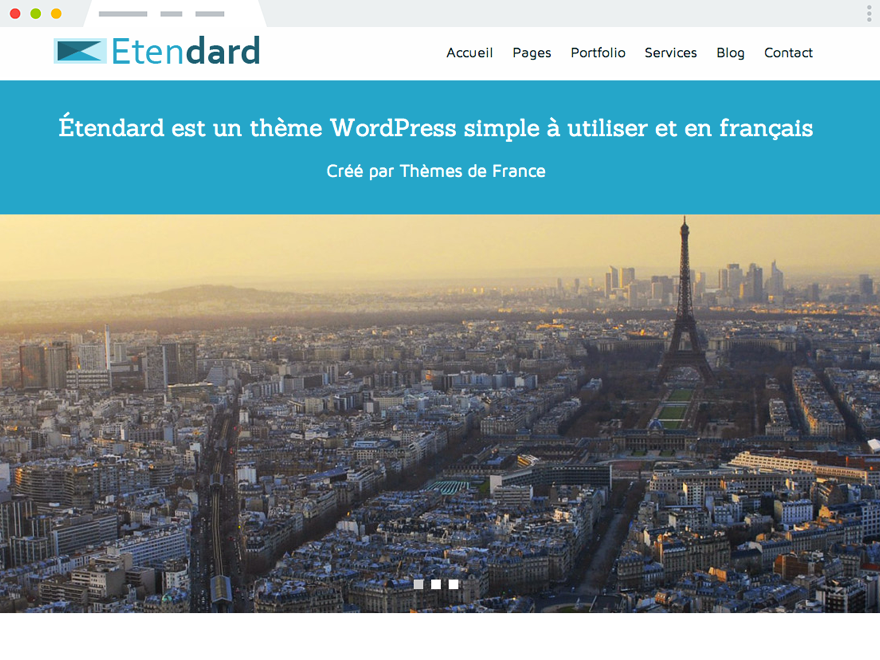 Etendard
Accueil Pages Portfolio Services Blog Contact
Étendard est un thème WordPress simple à utiliser et en français
Créé par Thèmes de France